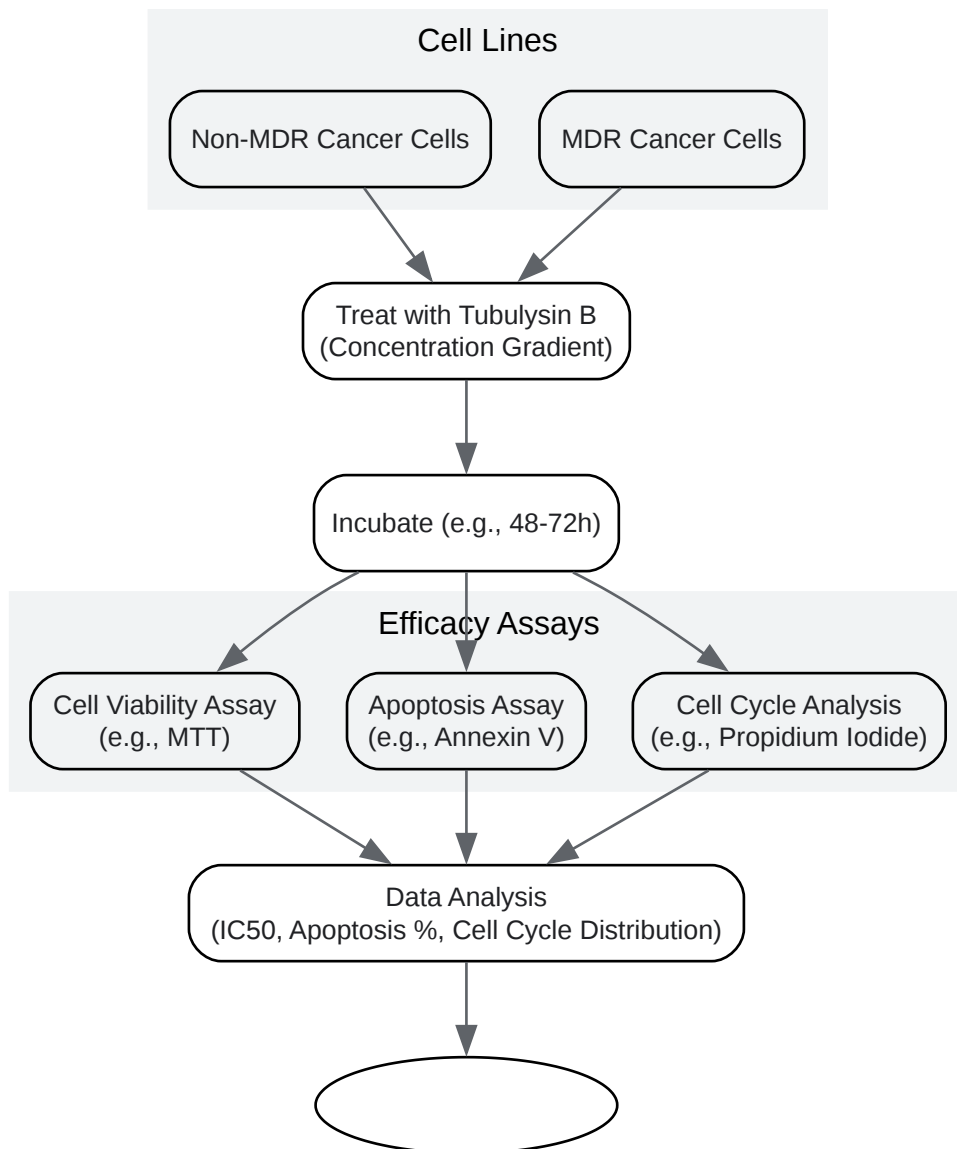 Cell Lines
Non-MDR Cancer Cells
MDR Cancer Cells
Treat with Tubulysin B
(Concentration Gradient)
Incubate (e.g., 48-72h)
Efficacy Assays
Cell Viability Assay
(e.g., MTT)
Apoptosis Assay
(e.g., Annexin V)
Cell Cycle Analysis
(e.g., Propidium Iodide)
Data Analysis
(IC50, Apoptosis %, Cell Cycle Distribution)